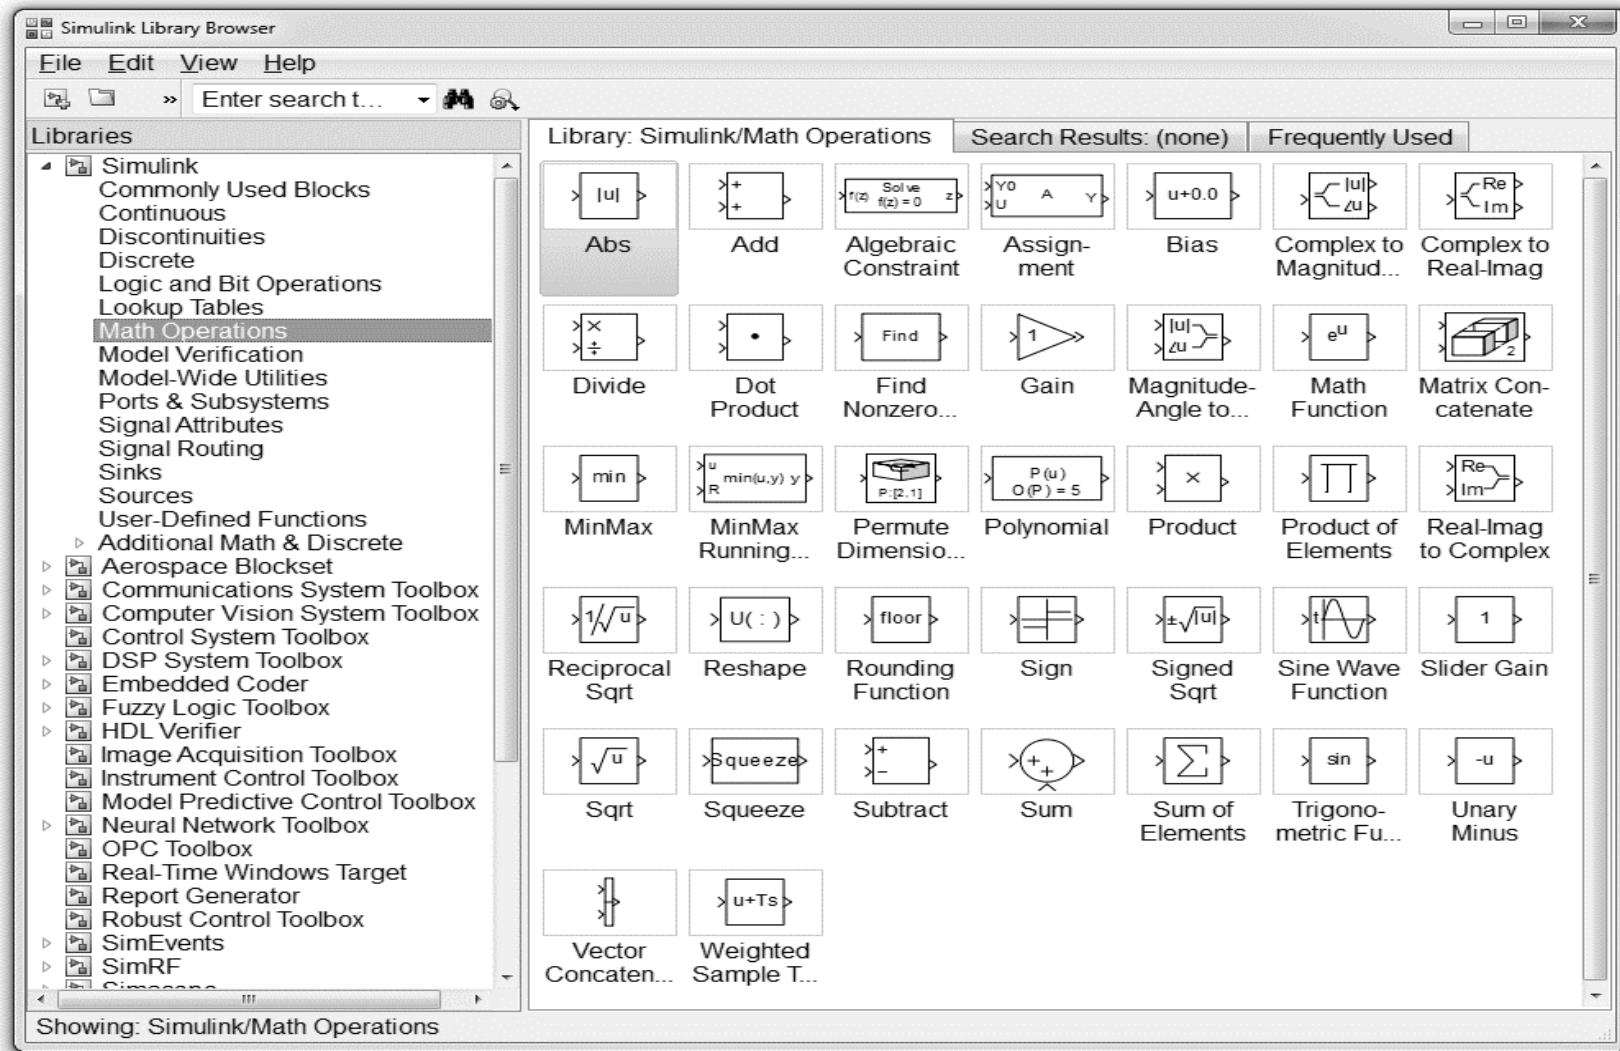 Simulink Library Browser
File Edit View Help
» Enter search t...
Libraries
Simulink
Commonly Used Blocks
Continuous
Discontinuities
Discrete
Logic and Bit Operations
Lookup Tables
Math Operations
Model Verification
Model-Wide Utilities
Ports & Subsystems
Signal Attributes
Signal Routing
Sinks
Sources
User-Defined Functions
Additional Math & Discrete
Aerospace Blockset
Communications System Toolbox
Computer Vision System Toolbox
Control System Toolbox
DSP System Toolbox
Embedded Coder
Fuzzy Logic Toolbox
HDL Verifier
Image Acquisition Toolbox
Instrument Control Toolbox
Model Predictive Control Toolbox
Neural Network Toolbox
OPC Toolbox
Real-Time Windows Target
Report Generator
Robust Control Toolbox
SimEvents
SimRF
Library: Simulink/Math Operations Search Results: (none) Frequently Used
|u|
Abs
+
+
Add
Solve
f(z) f(z) = 0 z
Algebraic
Constraint
Y0
U A Y
Assign-
ment
u+0.0
Bias
|u|
∠u
Complex to
Magnitud...
Re
Im
Complex to
Real-Imag
×
÷
Divide
Dot
Product
Find
Find
Nonzero...
1
Gain
|u|
∠u
Magnitude-
Angle to...
eu
Math
Function
2
Matrix Con-
catenate
min
MinMax
u
R min(u,y) y
MinMax
Running...
P:[2,1]
Permute
Dimensio...
P(u)
O(P) = 5
Polynomial
×
Product
∏
Product of
Elements
Re
Im
Real-Imag
to Complex
1/√u
Reciprocal
Sqrt
U( : )
Reshape
floor
Rounding
Function
Sign
±√|u|
Signed
Sqrt
t
Sine Wave
Function
1
Slider Gain
√u
Sqrt
Squeeze
Squeeze
+
−
Subtract
+
+
Sum
∑
Sum of
Elements
sin
Trigono-
metric Fu...
-u
Unary
Minus
Vector
Concaten...
u+Ts
Weighted
Sample T...
Showing: Simulink/Math Operations